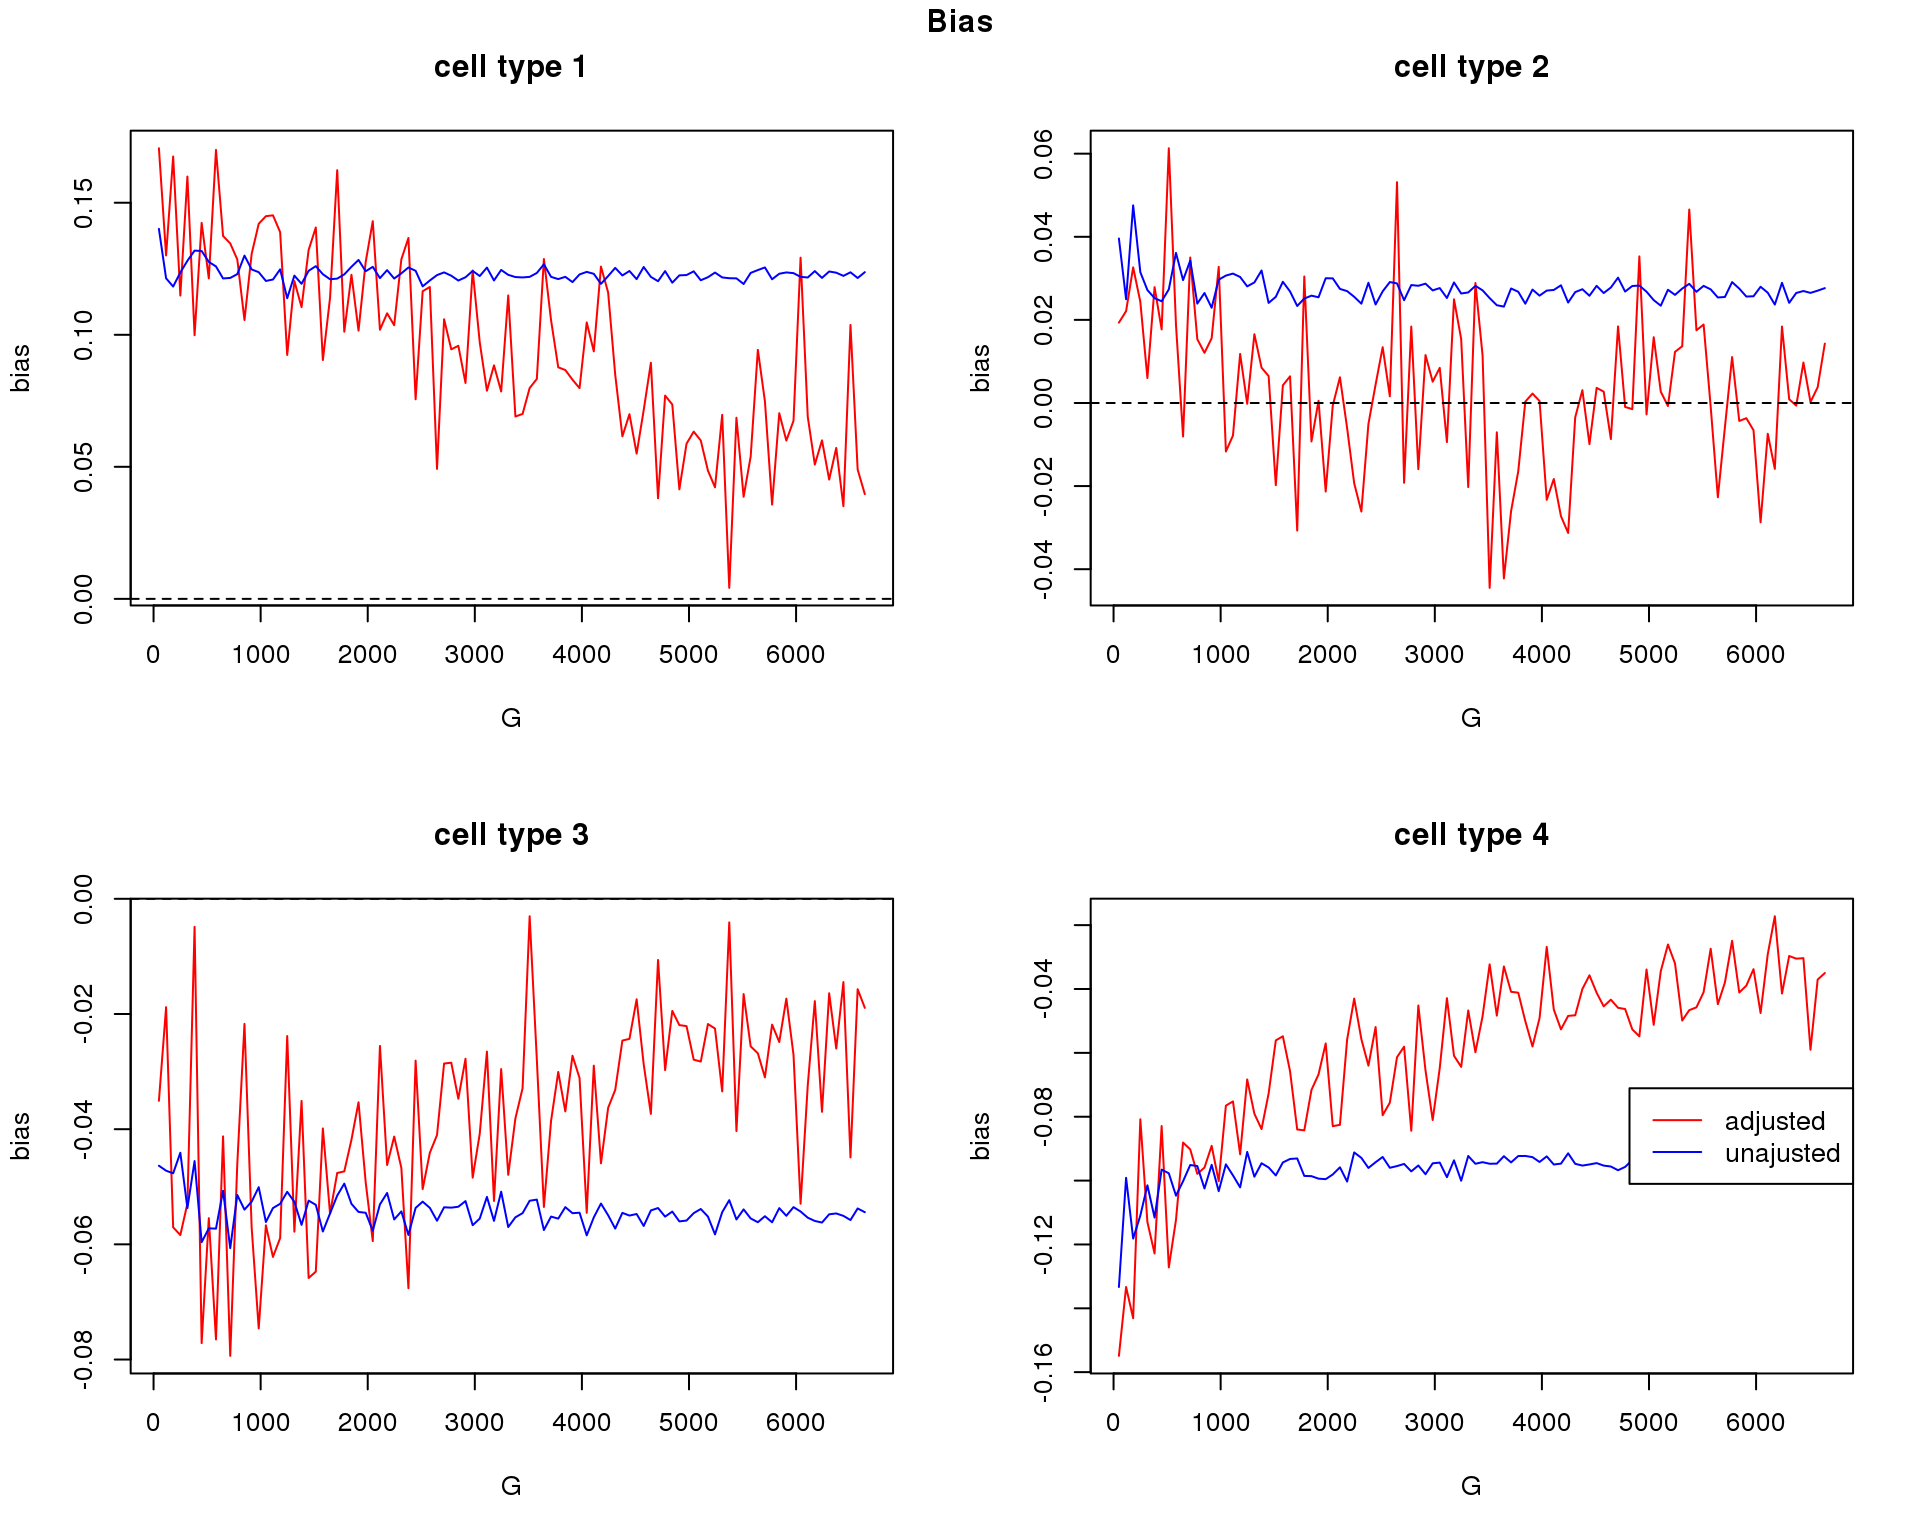 Bias
cell type 1
0.00 0.05 0.10 0.15
bias
0 1000 2000 3000 4000 5000 6000
G
cell type 2
-0.04 -0.02 0.00 0.02 0.04 0.06
bias
0 1000 2000 3000 4000 5000 6000
G
cell type 3
-0.08 -0.06 -0.04 -0.02 0.00
bias
0 1000 2000 3000 4000 5000 6000
G
cell type 4
-0.16 -0.12 -0.08 -0.04
bias
adjusted
unajusted
0 1000 2000 3000 4000 5000 6000
G